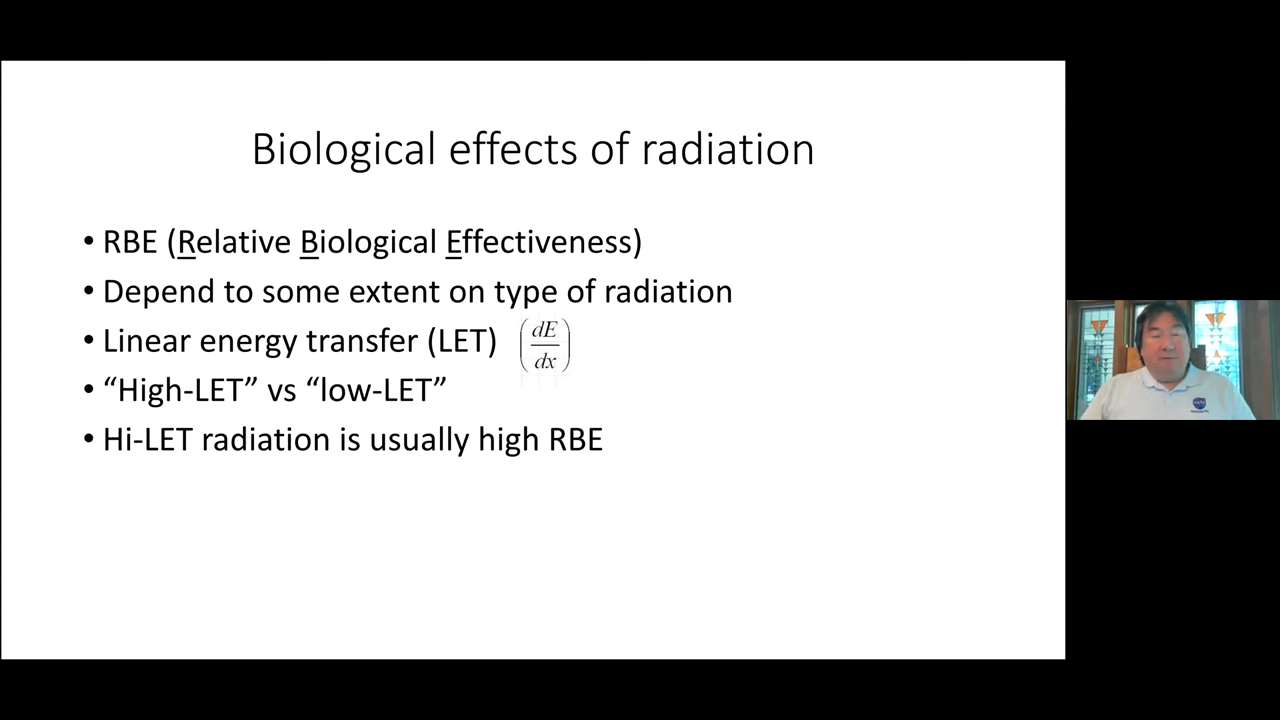 Biological effects of radiation
• RBE (Relative Biological Effectiveness)
• Depend to some extent on type of radiation
• Linear energy transfer (LET) (dE/dx)
• “High-LET” vs “low-LET”
• Hi-LET radiation is usually high RBE